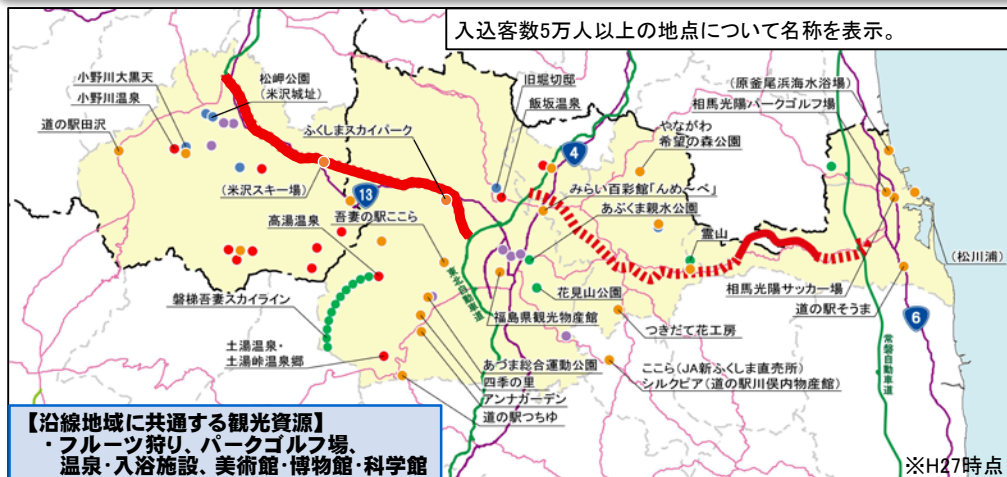 入込客数5万人以上の地点について名称を表示。
小野川大黒天
小野川温泉
道の駅田沢
松岬公園
(米沢城址)
ふくしまスカイパーク
旧堀切邸
飯坂温泉
(原釜尾浜海水浴場)
相馬光陽パークゴルフ場
やながわ
希望の森公園
4
みらい百彩館「んめ~べ」
あぶくま親水公園
(米沢スキー場)
13
高湯温泉
吾妻の駅ここら
霊山
(松川浦)
磐梯吾妻スカイライン
東北自動車道
花見山公園
福島県観光物産館
相馬光陽サッカー場
道の駅そうま
6
つきだて花工房
常磐自動車道
土湯温泉・
土湯峠温泉郷
あづま総合運動公園
四季の里
アンナガーデン
道の駅つちゆ
ここら(JA新ふくしま直売所)
シルクピア(道の駅川俣内物産館)
【沿線地域に共通する観光資源】
・フルーツ狩り、パークゴルフ場、
温泉・入浴施設、美術館・博物館・科学館
※H27時点